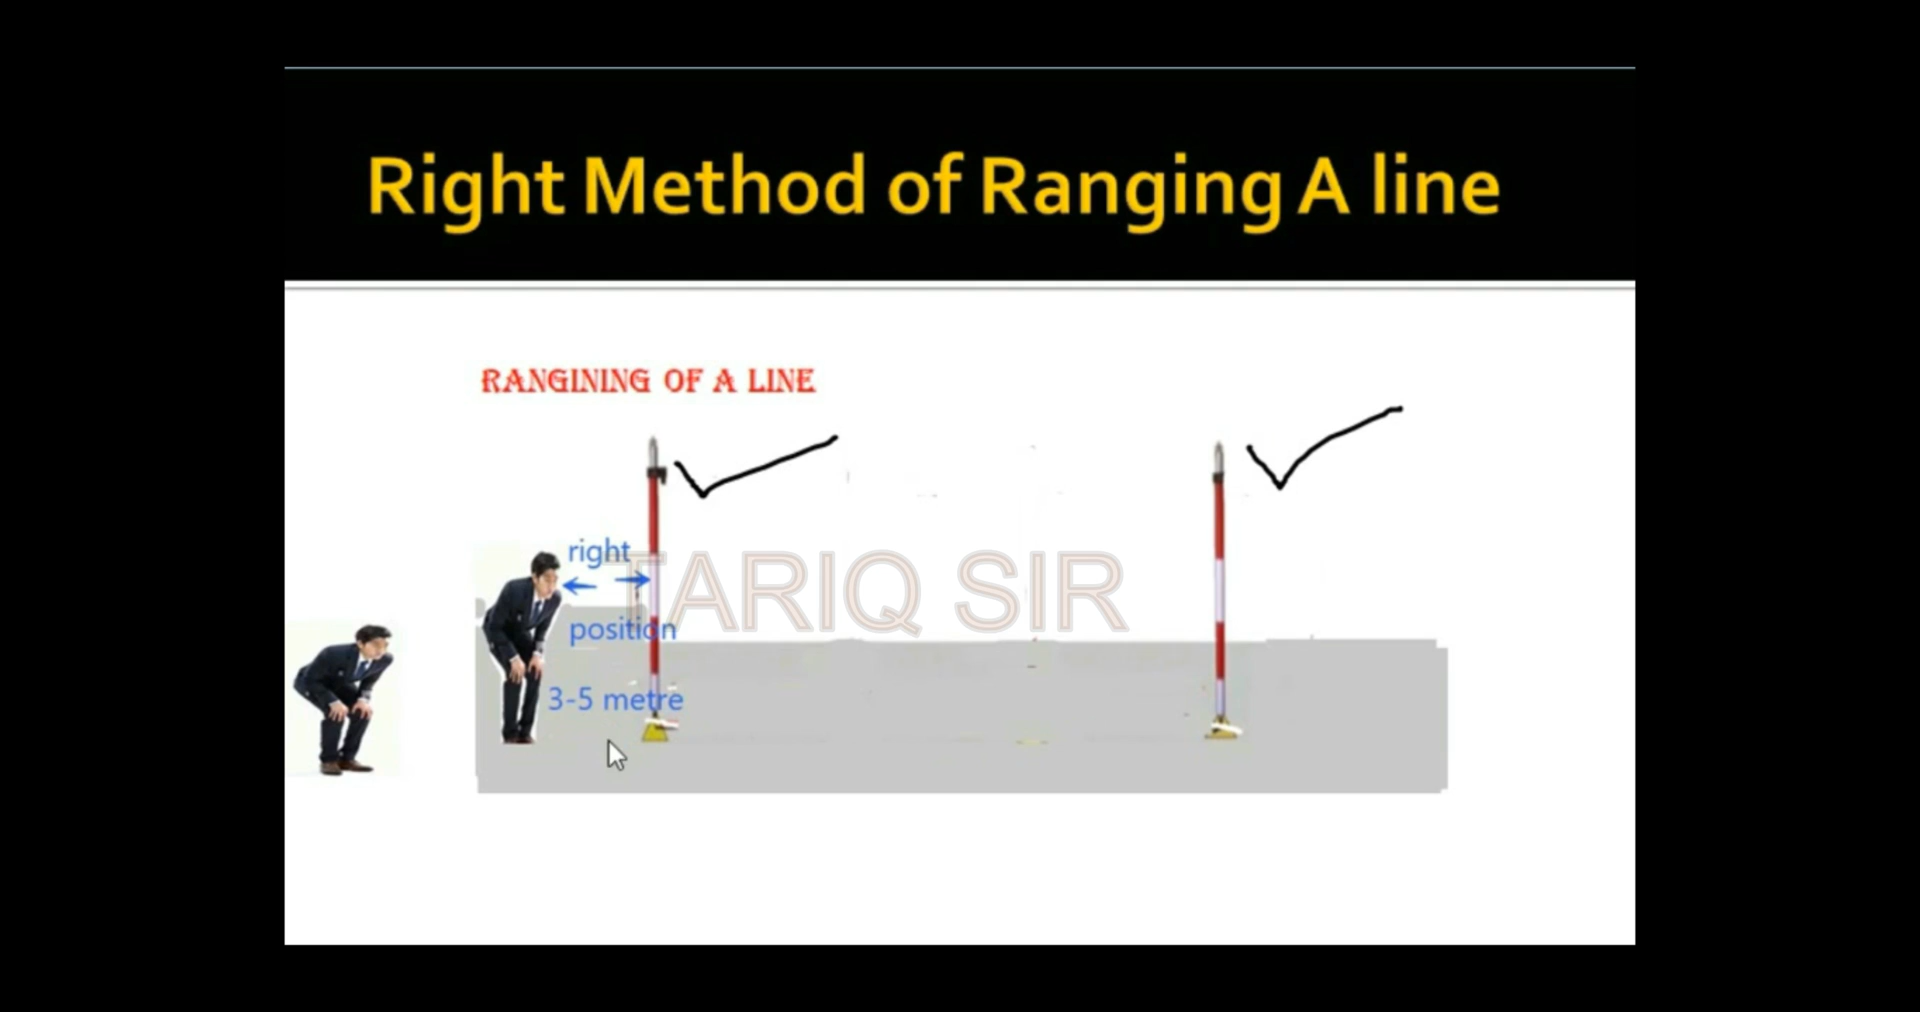 Right Method of Ranging A line
RANGINING OF A LINE
right
TARIQ SIR
position
3-5 metre